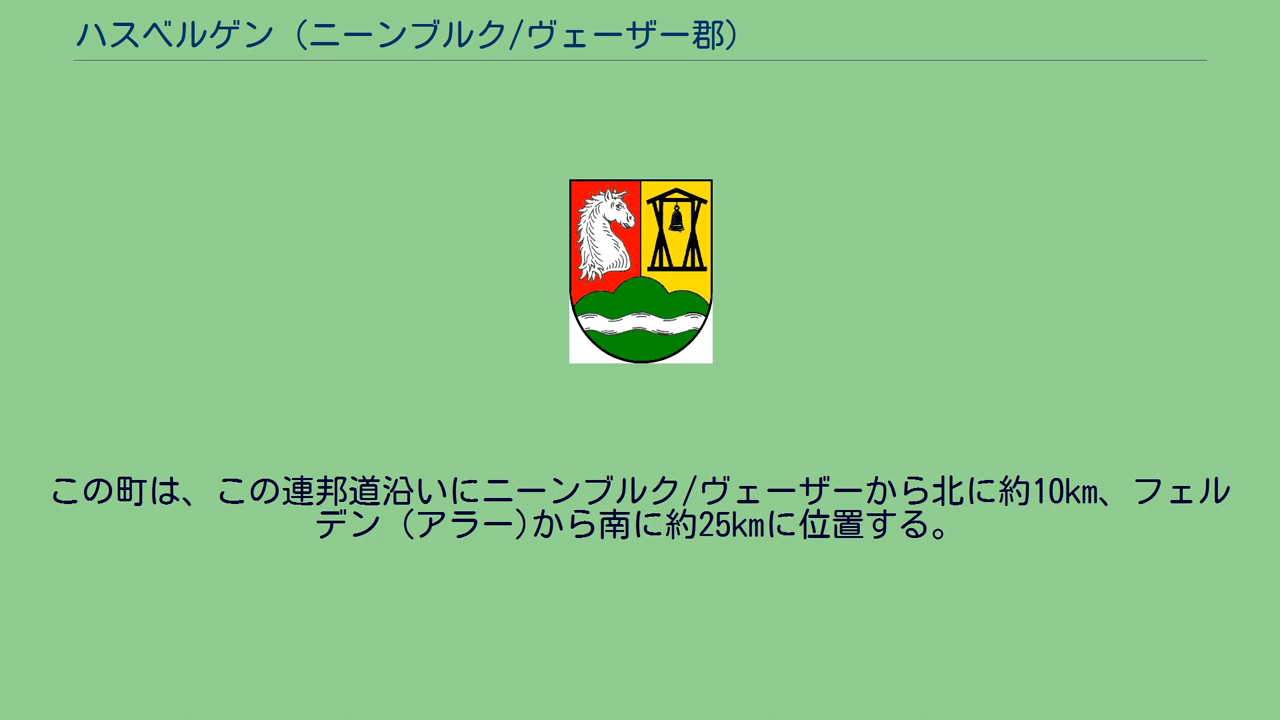 ハスベルゲン（ニーンブルク/ヴェーザー郡）
この町は、この連邦道沿いにニーンブルク/ヴェーザーから北に約10km、フェル
デン（アラー)から南に約25kmに位置する。